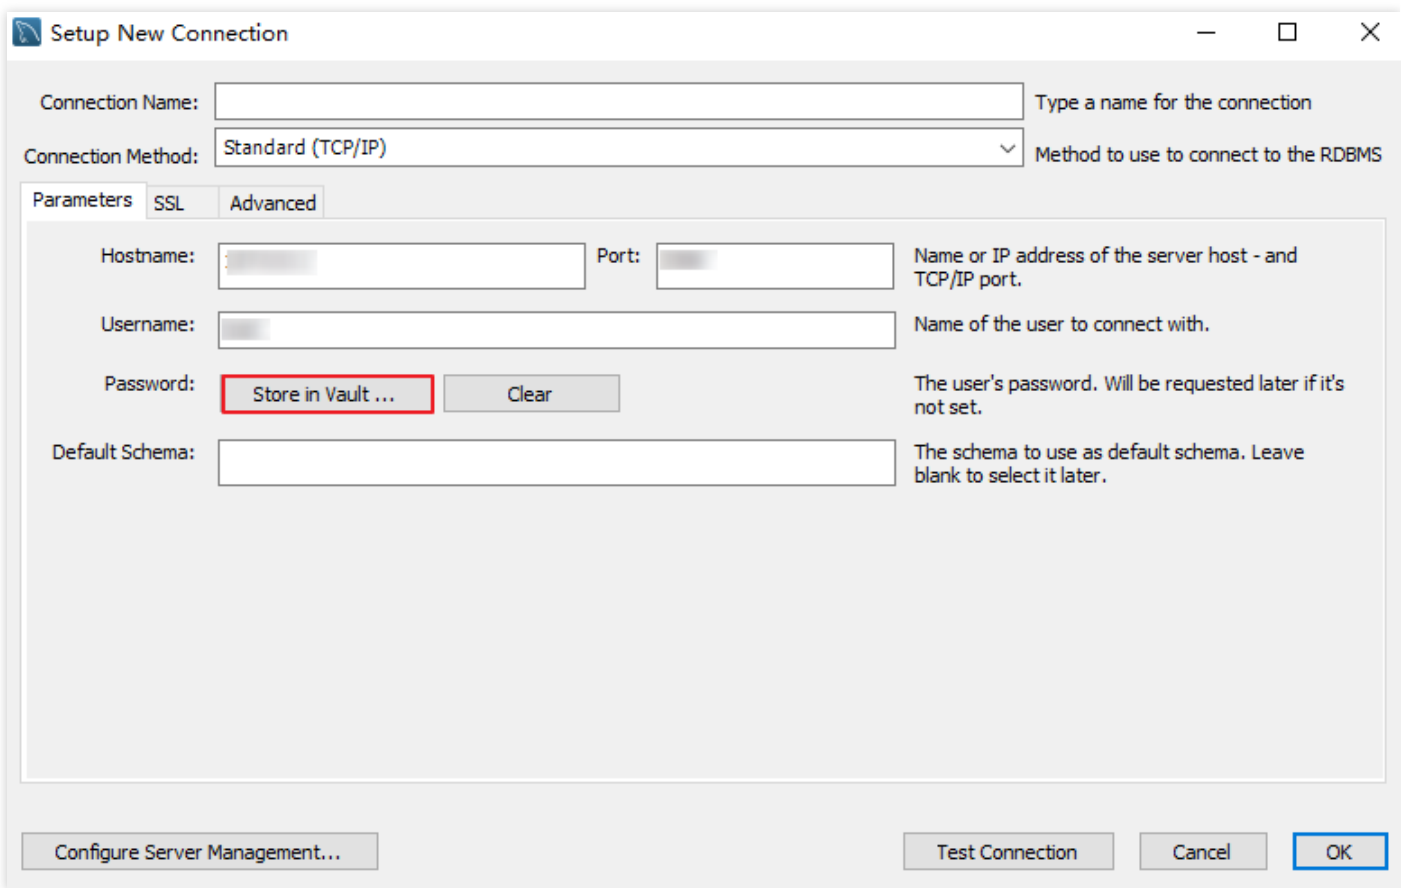 Setup New Connection
Connection Name:
Type a name for the connection
Connection Method:
Standard (TCP/IP)
Method to use to connect to the RDBMS
Parameters
SSL
Advanced
Hostname:
Port:
Name or IP address of the server host - and
TCP/IP port.
Username:
Name of the user to connect with.
Password:
Store in Vault ...
Clear
The user's password. Will be requested later if it's
not set.
Default Schema:
The schema to use as default schema. Leave
blank to select it later.
Configure Server Management...
Test Connection
Cancel
OK